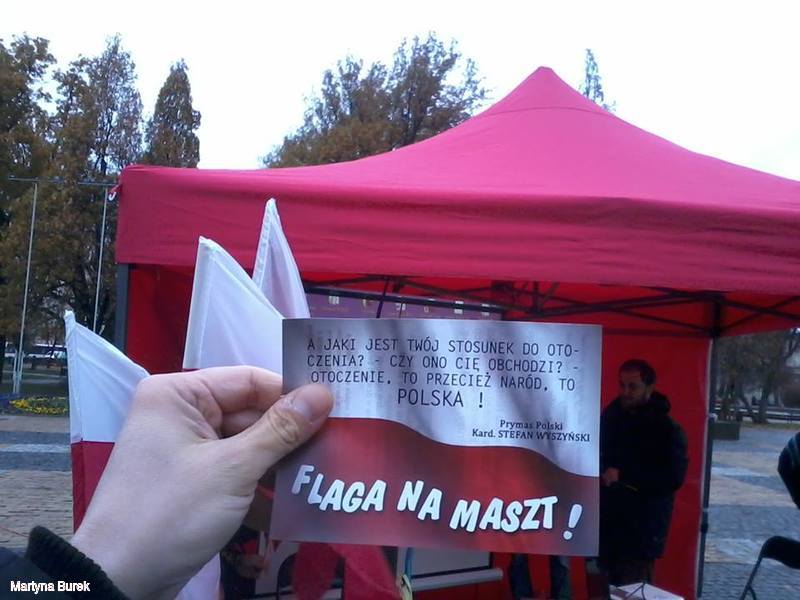 A JAKI JEST TWÓJ STOSUNEK DO OTO-
CZENIA? - CZY ONO CIĘ OBCHODZI? -
OTOCZENIE, TO PRZECIEŻ NARÓD, TO
POLSKA !
Prymas Polski
Kard. STEFAN WYSZYŃSKI
FLAGA NA MASZT !
Martyna Burek